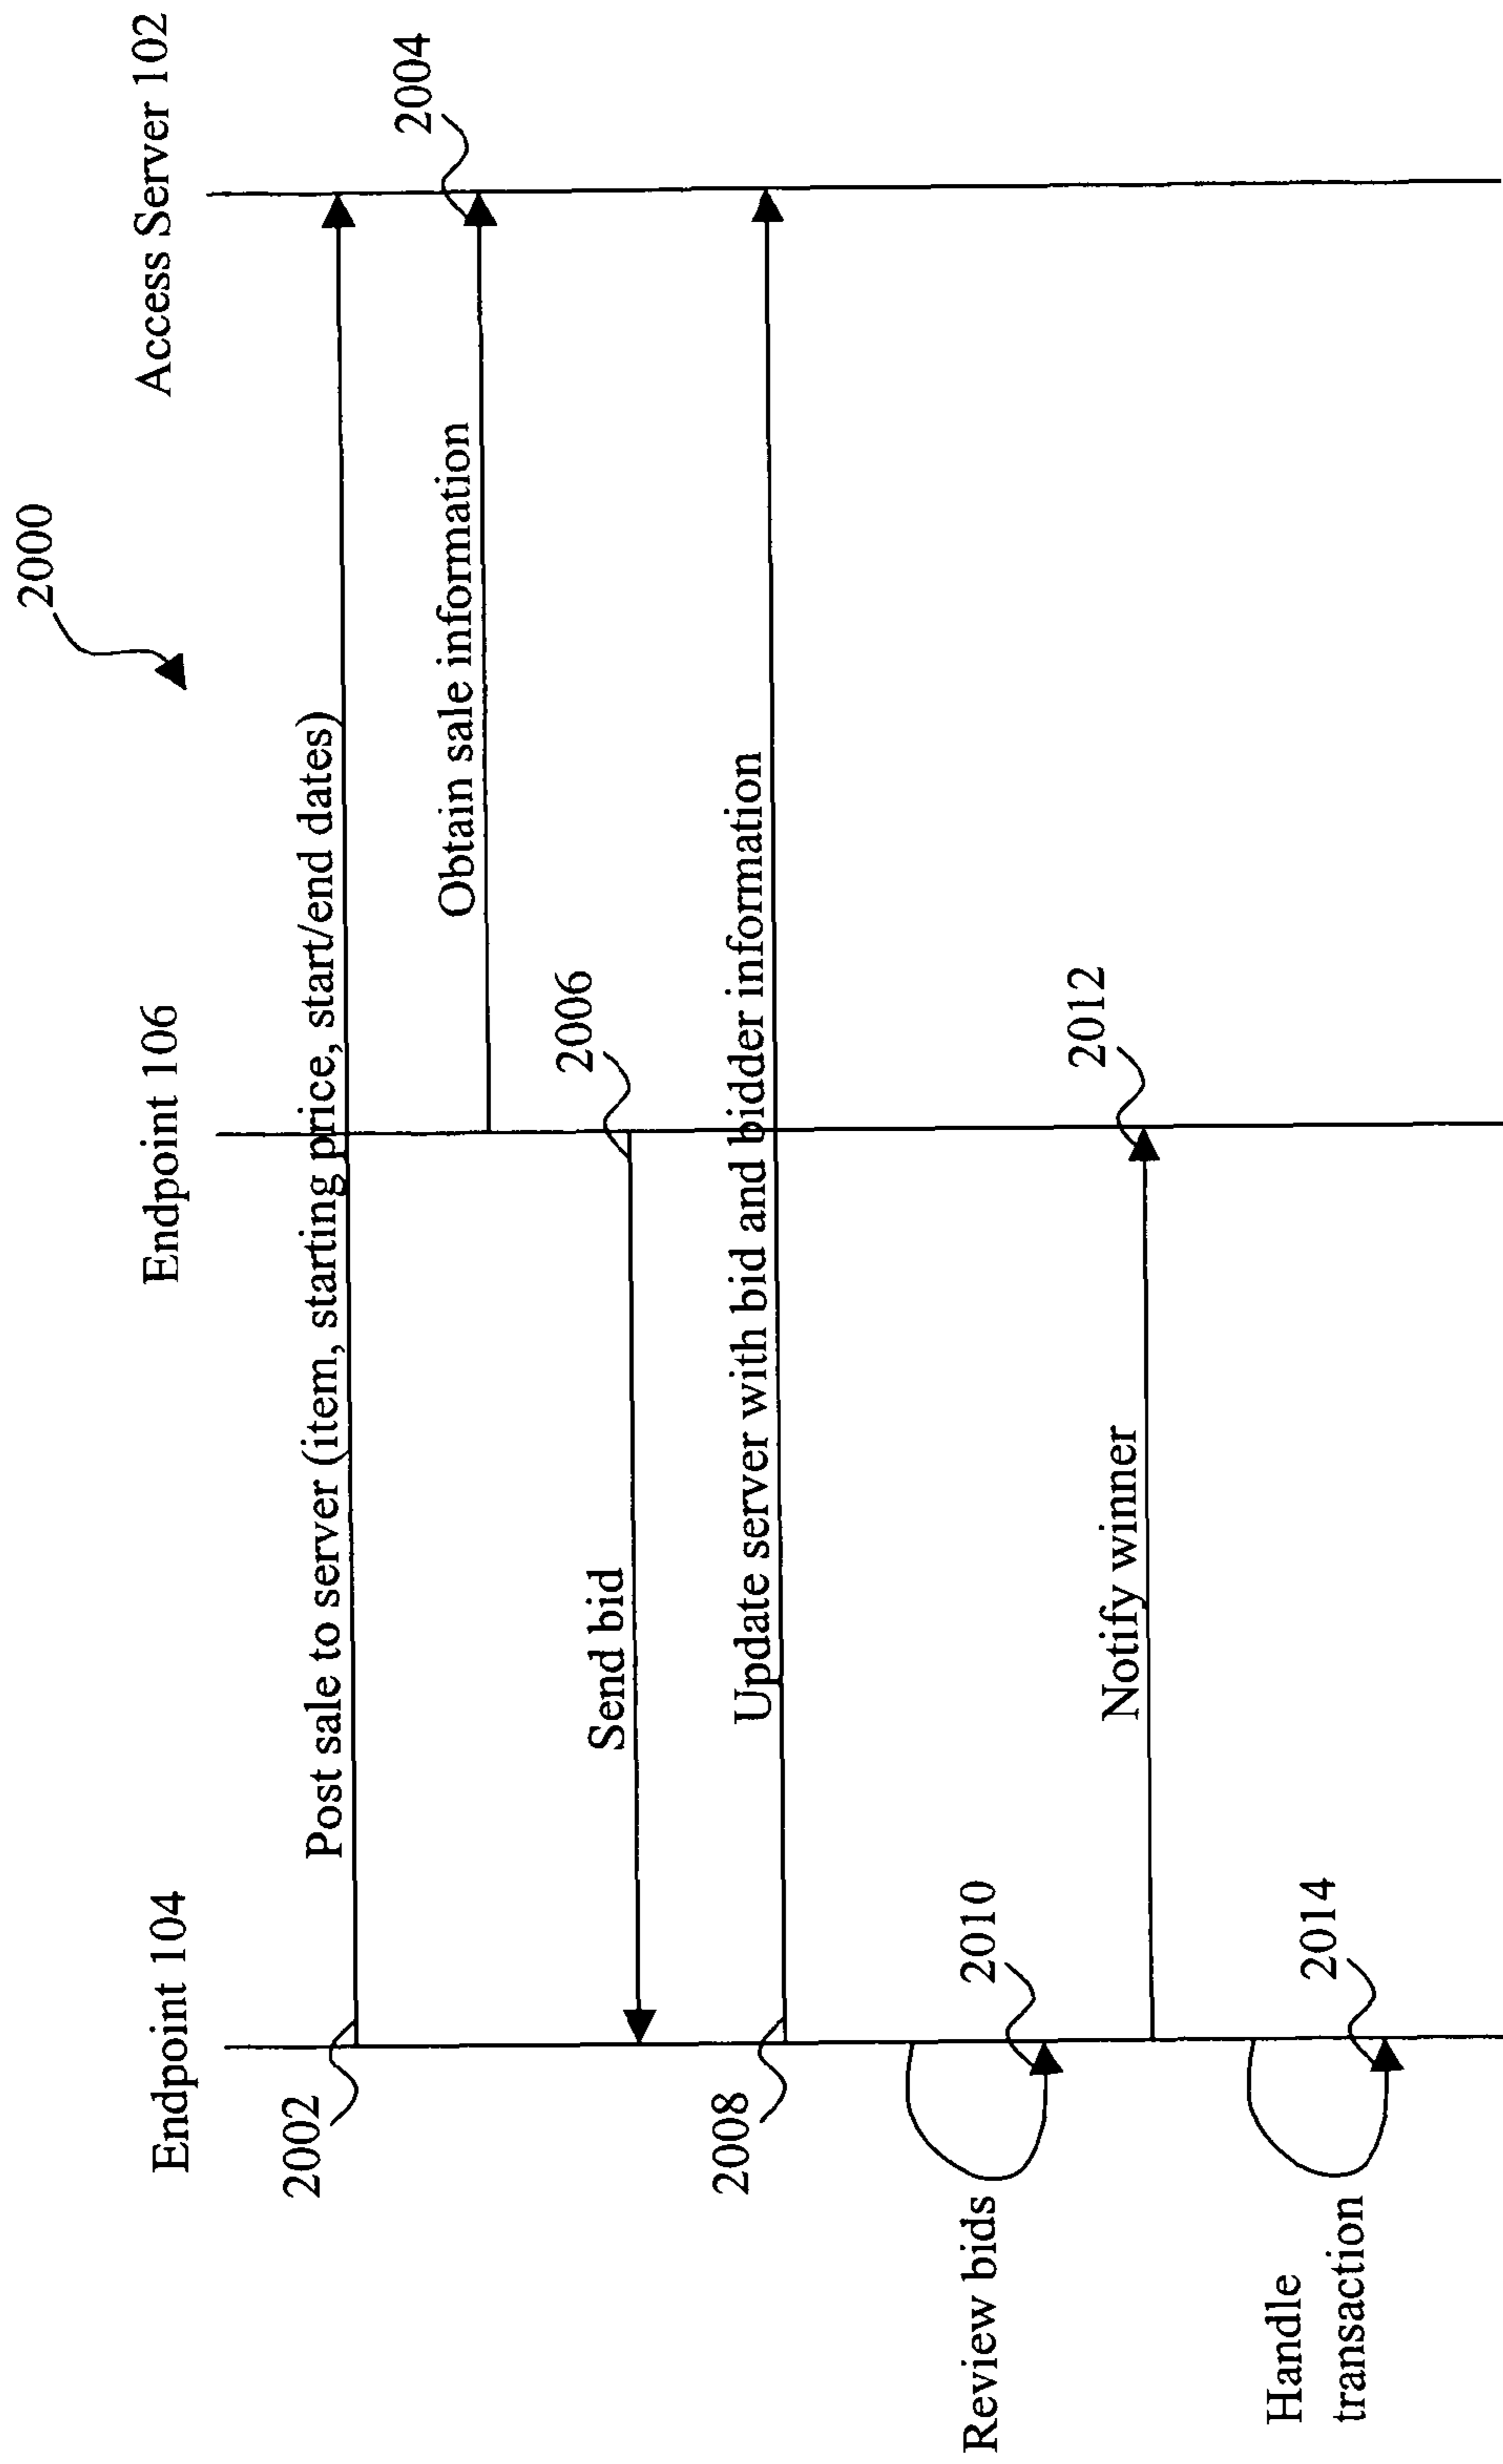 2000
Endpoint 104
Endpoint 106
Access Server 102
2002
Post sale to server (item, starting price, start/end dates)
2004
Obtain sale information
2006
Send bid
2008
Update server with bid and bidder information
Review bids
2010
2012
Notify winner
Handle
transaction
2014